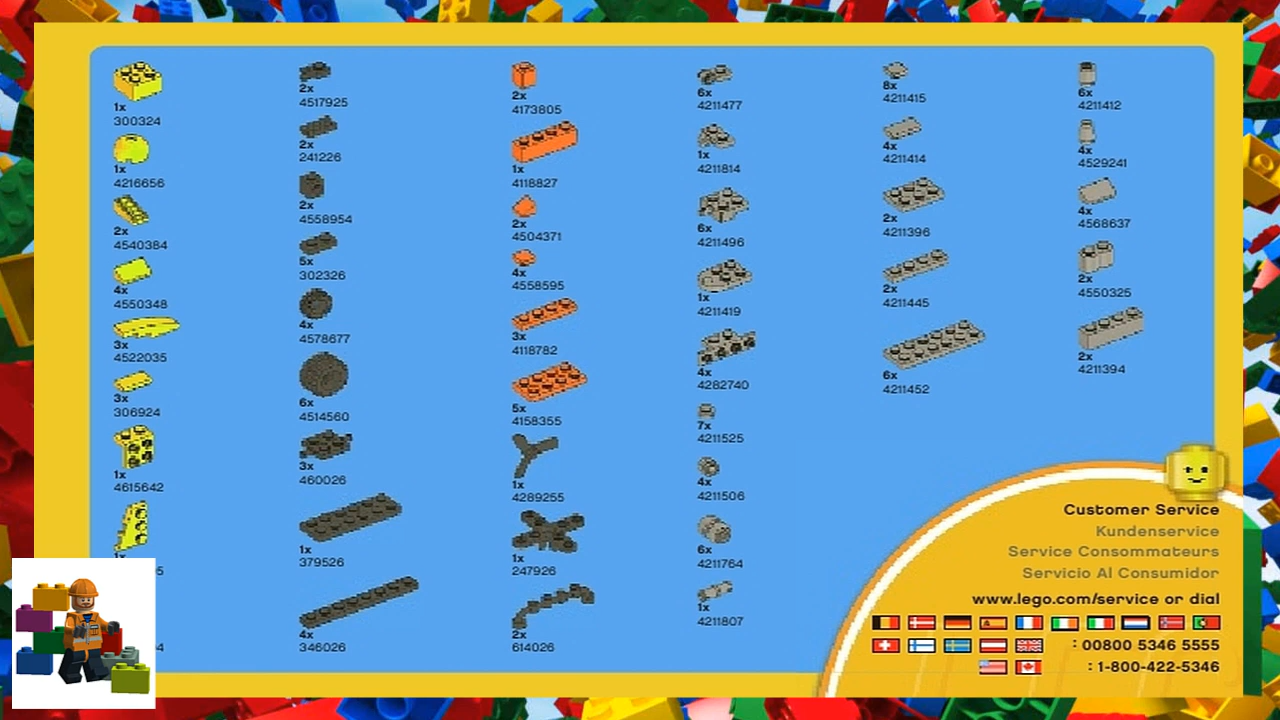 1x
300324
1x
4216656
2x
4540384
4x
4550348
3x
4522035
3x
306924
1x
4615642
1x
5
4
2x
4517925
2x
241226
2x
4558954
5x
302326
4x
4578677
6x
4514560
3x
460026
1x
379526
4x
346026
2x
4173805
1x
4118827
2x
4504371
4x
4558595
3x
4118782
5x
4158355
1x
4289255
1x
247926
2x
614026
6x
4211477
1x
4211814
6x
4211496
1x
4211419
4x
4282740
7x
4211525
4x
4211506
6x
4211764
1x
4211807
8x
4211415
4x
4211414
2x
4211396
2x
4211445
6x
4211452
6x
4211412
4x
4529241
4x
4568637
2x
4550325
2x
4211394
Customer Service
Kundenservice
Service Consommateurs
Servicio Al Consumidor
www.lego.com/service or dial
: 00800 5346 5555
: 1-800-422-5346